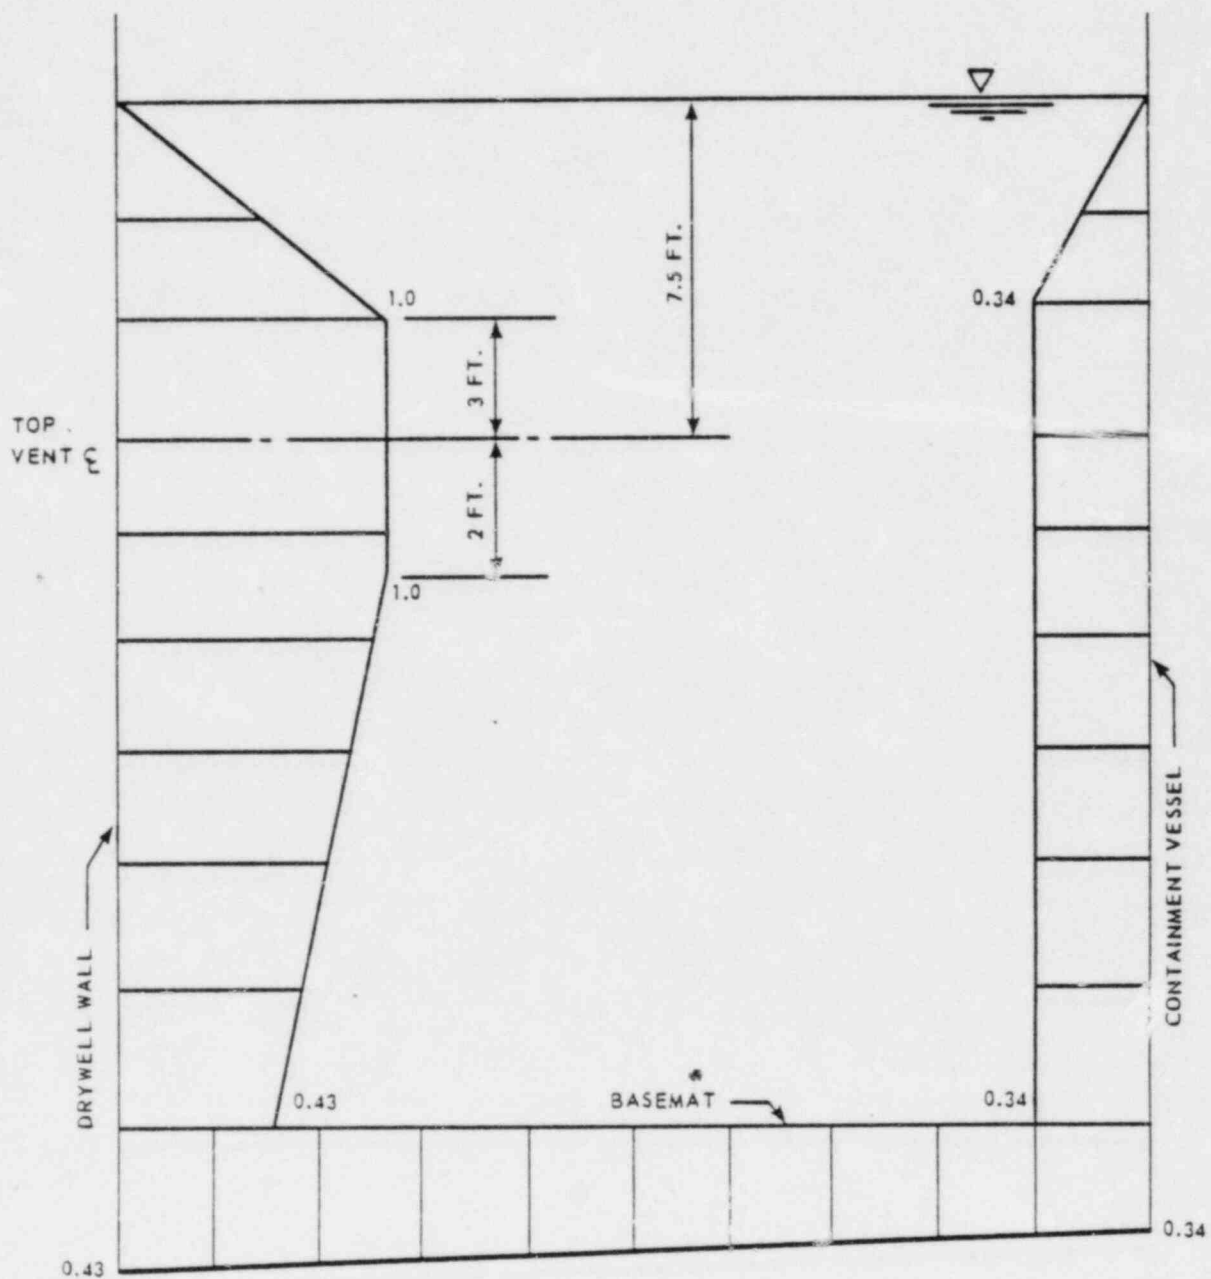 7.5 FT.
1.0
0.34
3 FT.
TOP
VENT ℄
2 FT.
1.0
DRYWELL WALL
CONTAINMENT VESSEL
0.43
BASEMAT
0.34
0.43
0.34